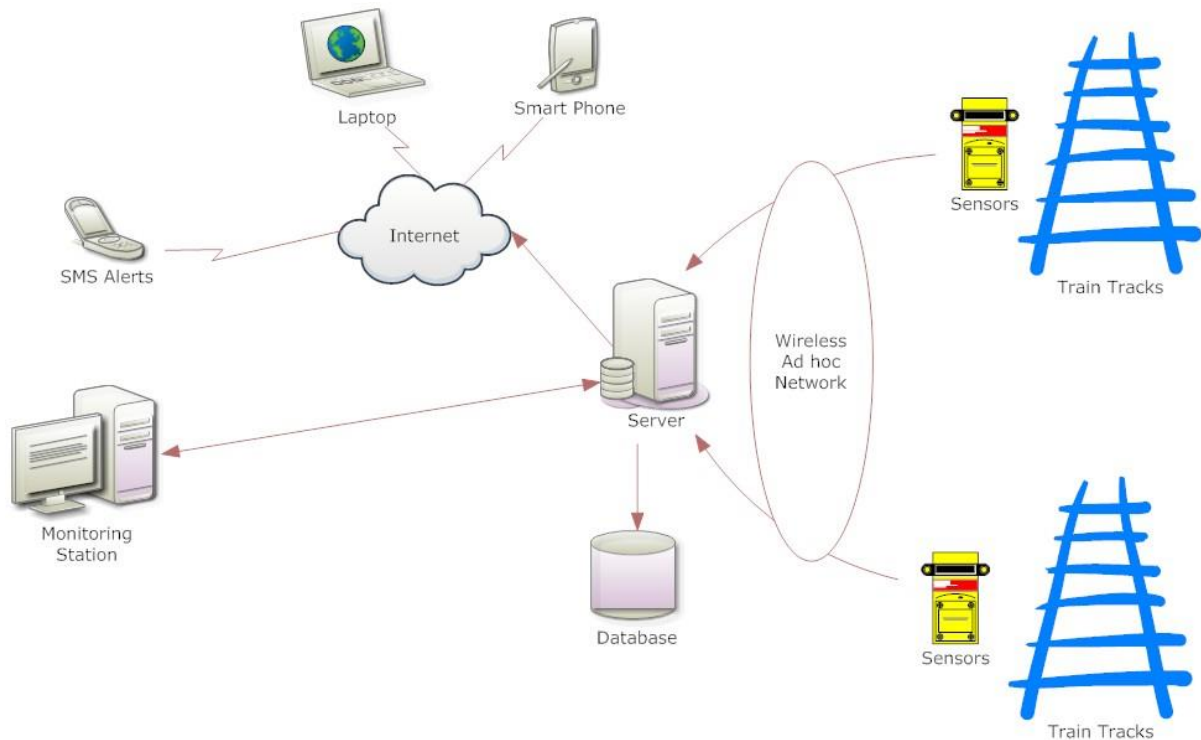 Laptop
Smart Phone
Sensors
Train Tracks
Internet
SMS Alerts
Wireless
Ad hoc
Network
Server
Monitoring
Station
Database
Sensors
Train Tracks